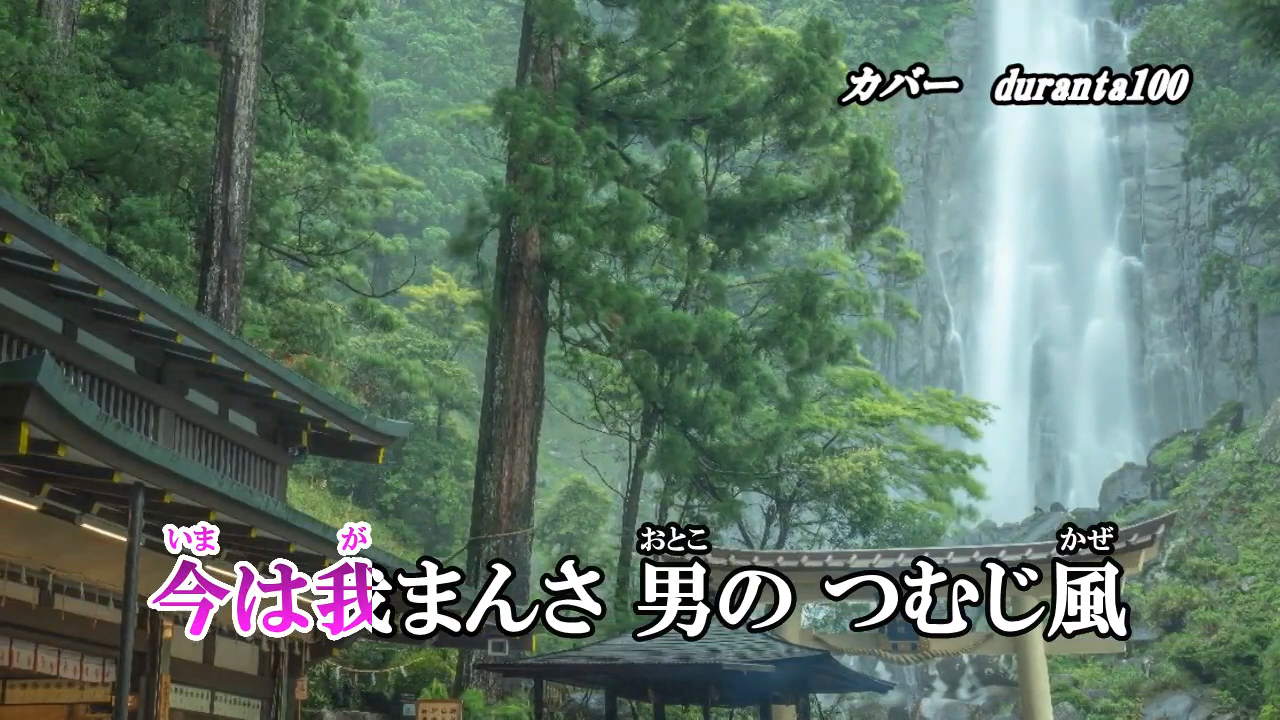 カバー　duranta100
いま が おとこ かぜ
今は我まんさ 男の つむじ風